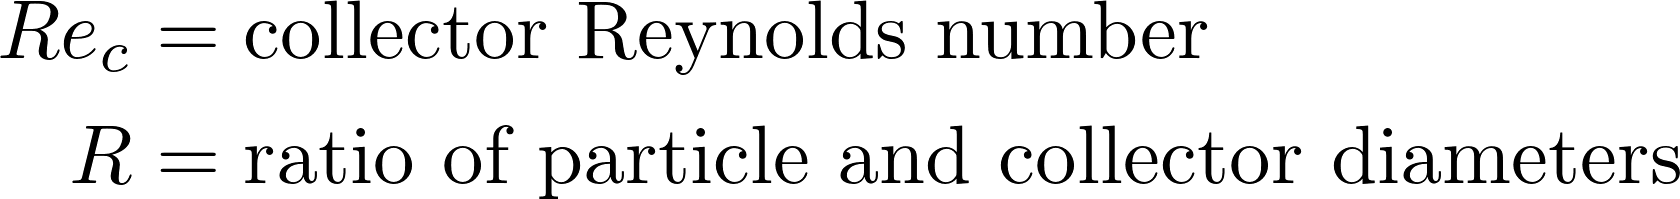 Re_c = collector Reynolds number
R = ratio of particle and collector diameters